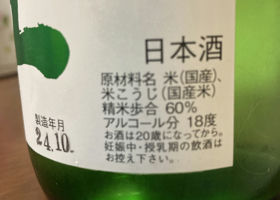 日本酒
原材料名 米(国産)、
米こうじ(国産米)
精米歩合 60%
アルコール分 18度
お酒は20歳になってから。
妊娠中・授乳期の飲酒は
お控え下さい。
製造年月
24.10